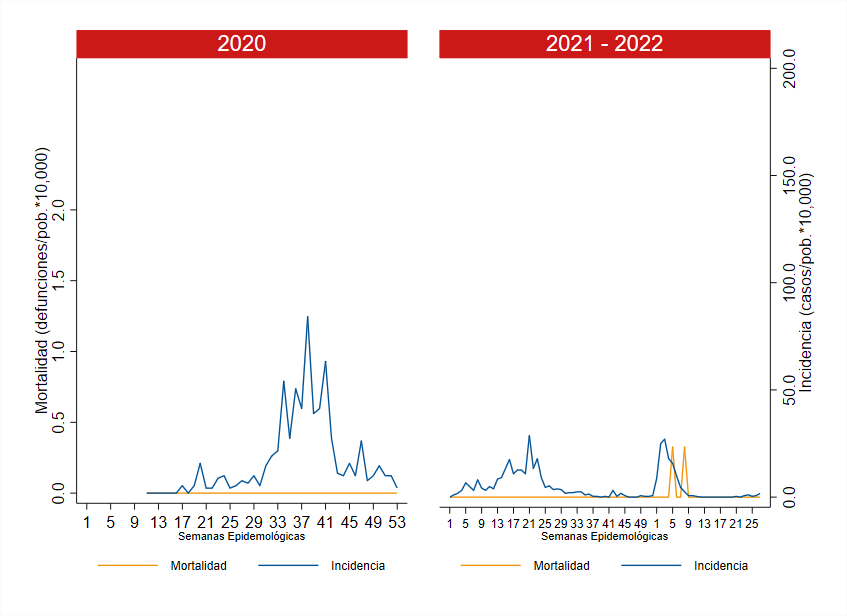 2020
2021 - 2022
Mortalidad (defunciones/pob.*10,000)
0.0 0.5 1.0 1.5 2.0
Incidencia (casos/pob.*10,000)
0.0 50.0 100.0 150.0 200.0
1 5 9 13 17 21 25 29 33 37 41 45 49 53
Semanas Epidemológicas
1 5 9 13 17 21 25 29 33 37 41 45 49 1 5 9 13 17 21 25
Semanas Epidemológicas
Mortalidad Incidencia
Mortalidad Incidencia